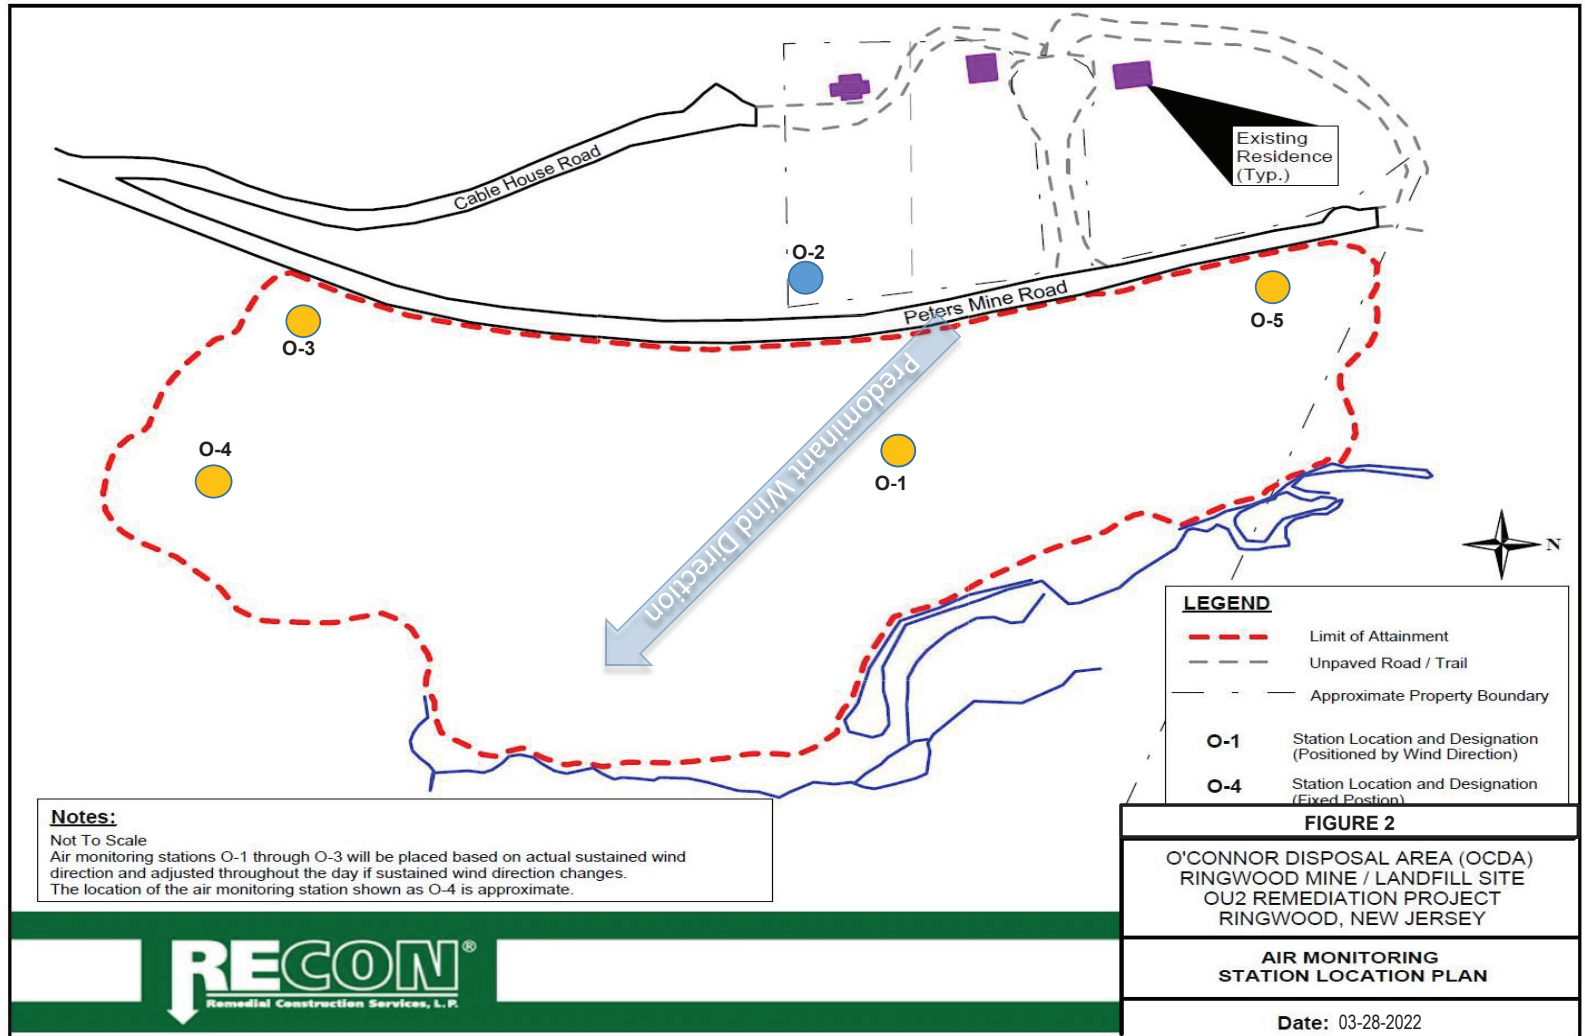 Cable House Road
Existing
Residence
(Typ.)
O-2
Peters Mine Road
O-5
O-3
Predominant Wind Direction
O-4
O-1
N
LEGEND
Limit of Attainment
Unpaved Road / Trail
Approximate Property Boundary
O-1
Station Location and Designation
(Positioned by Wind Direction)
O-4
Station Location and Designation
(Fixed Postion)
Notes:
Not To Scale
Air monitoring stations O-1 through O-3 will be placed based on actual sustained wind
direction and adjusted throughout the day if sustained wind direction changes.
The location of the air monitoring station shown as O-4 is approximate.
FIGURE 2
O'CONNOR DISPOSAL AREA (OCDA)
RINGWOOD MINE / LANDFILL SITE
OU2 REMEDIATION PROJECT
RINGWOOD, NEW JERSEY
AIR MONITORING
STATION LOCATION PLAN
Date: 03-28-2022
RECON®
Remedial Construction Services, L.P.